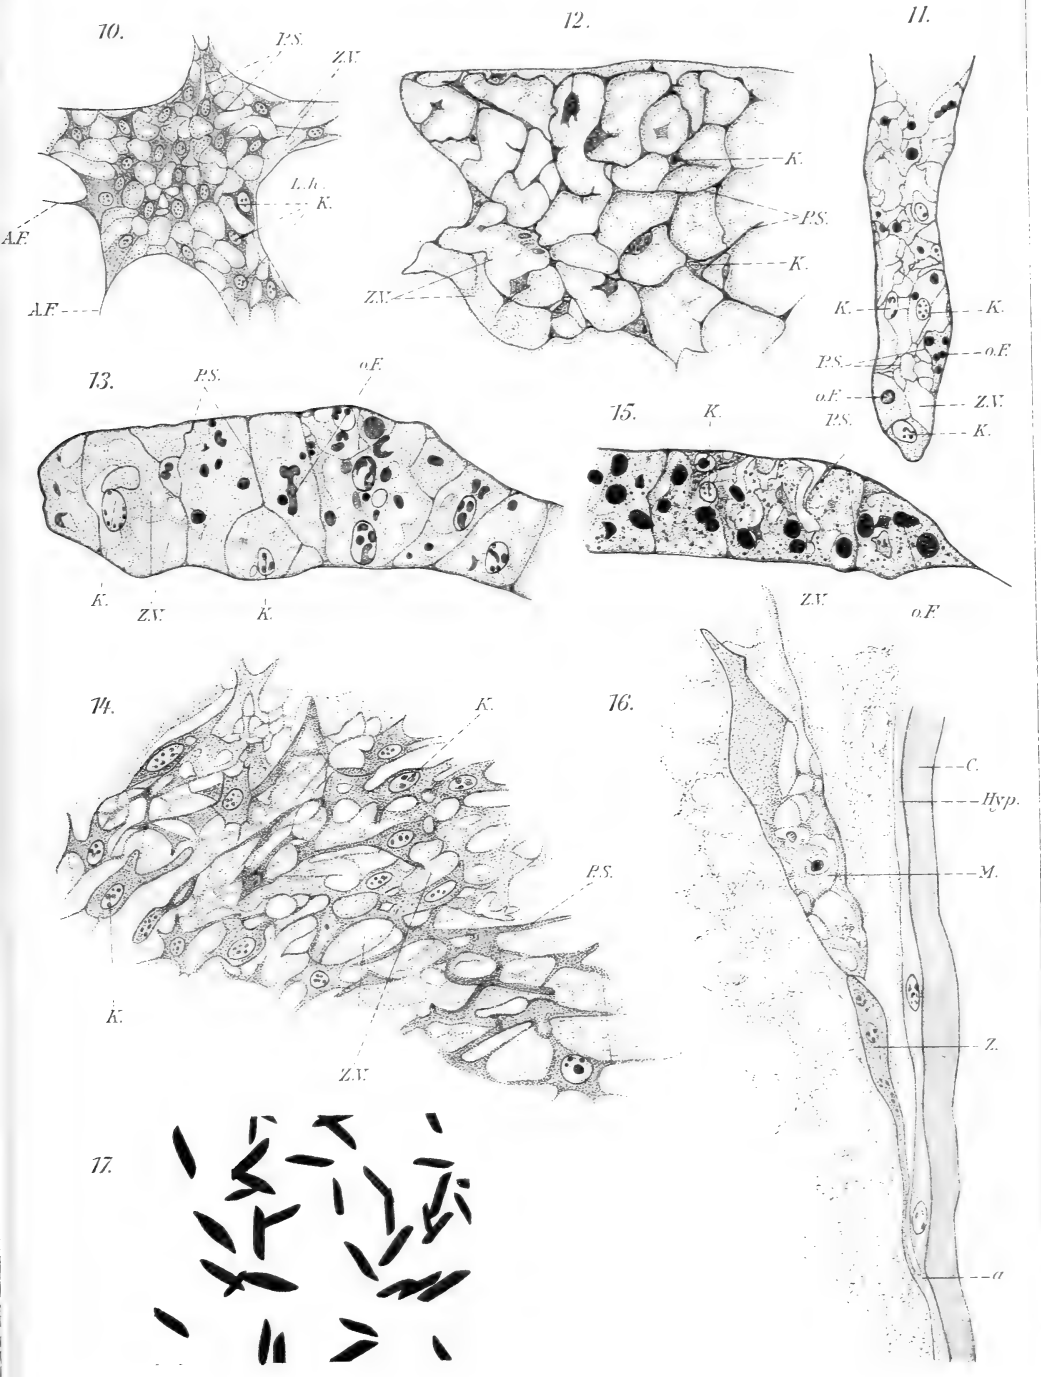 10.
P.S.
Z.V.
L.h.
K.
A.F.
A.F.
12.
K.
P.S.
K.
Z.V.
11.
K.
K.
P.S.
o.F.
o.F.
Z.V.
K.
13.
P.S.
o.F.
K.
Z.V.
K.
15.
K.
P.S.
Z.V.
o.F.
14.
K.
P.S.
K.
Z.V.
16.
C.
Hyp.
M.
Z.
a
17.